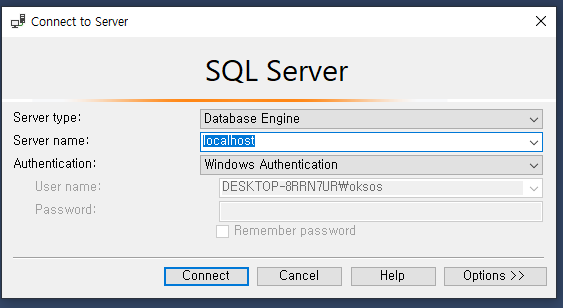 Connect to Server
SQL Server
Server type: Database Engine
Server name: localhost
Authentication: Windows Authentication
User name: DESKTOP-8RRN7UR₩oksos
Password:
Remember password
Connect Cancel Help Options >>